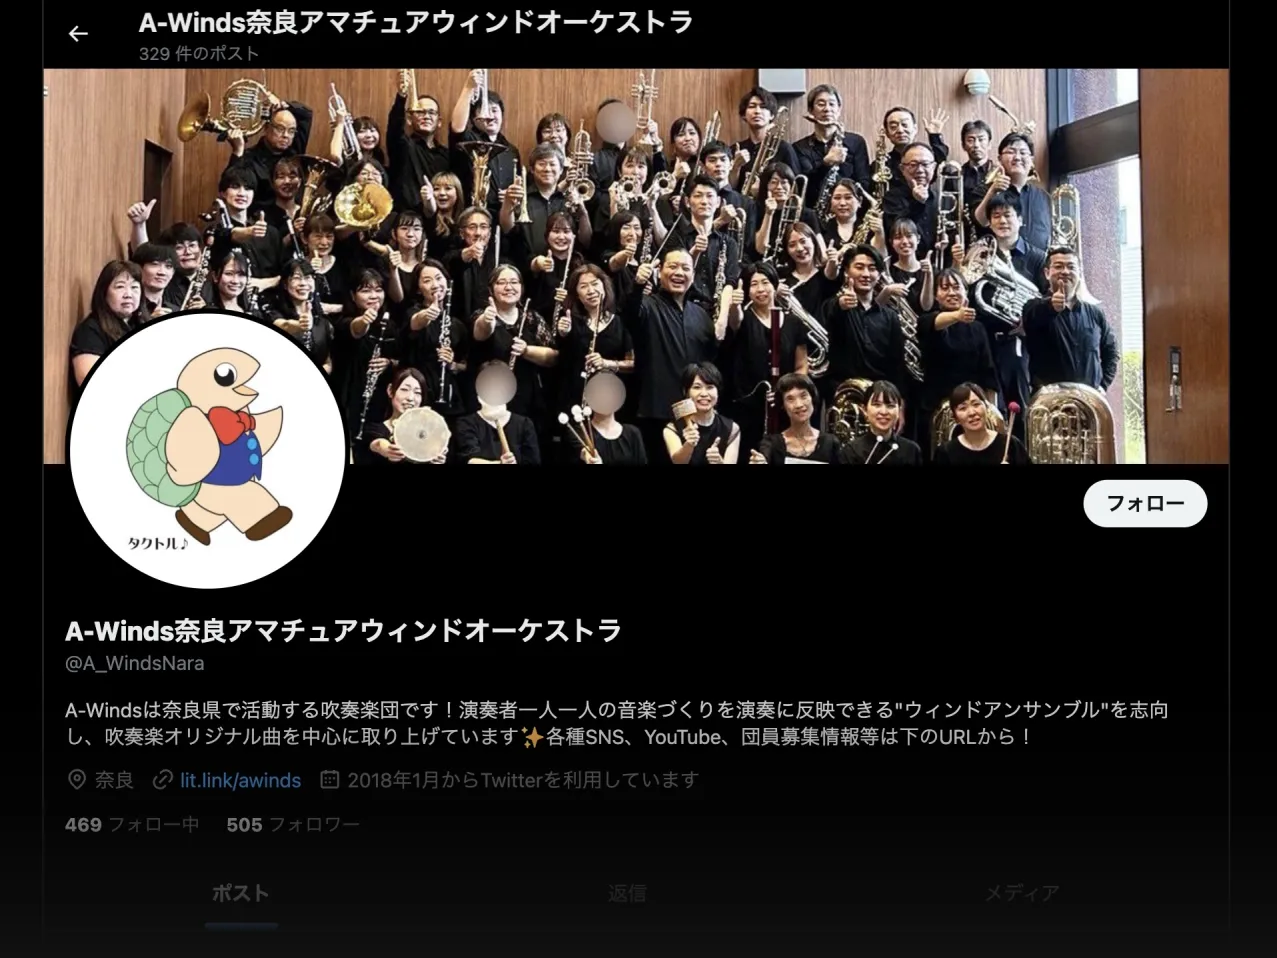 A-Winds奈良アマチュアウィンドオーケストラ
329 件のポスト
タクトル♪
フォロー
A-Winds奈良アマチュアウィンドオーケストラ
@A_WindsNara
A-Windsは奈良県で活動する吹奏楽団です！演奏者一人一人の音楽づくりを演奏に反映できる"ウィンドアンサンブル"を志向
し、吹奏楽オリジナル曲を中心に取り上げています✨各種SNS、YouTube、団員募集情報等は下のURLから！
奈良 lit.link/awinds 2018年1月からTwitterを利用しています
469 フォロー中 505 フォロワー
ポスト 返信 メディア